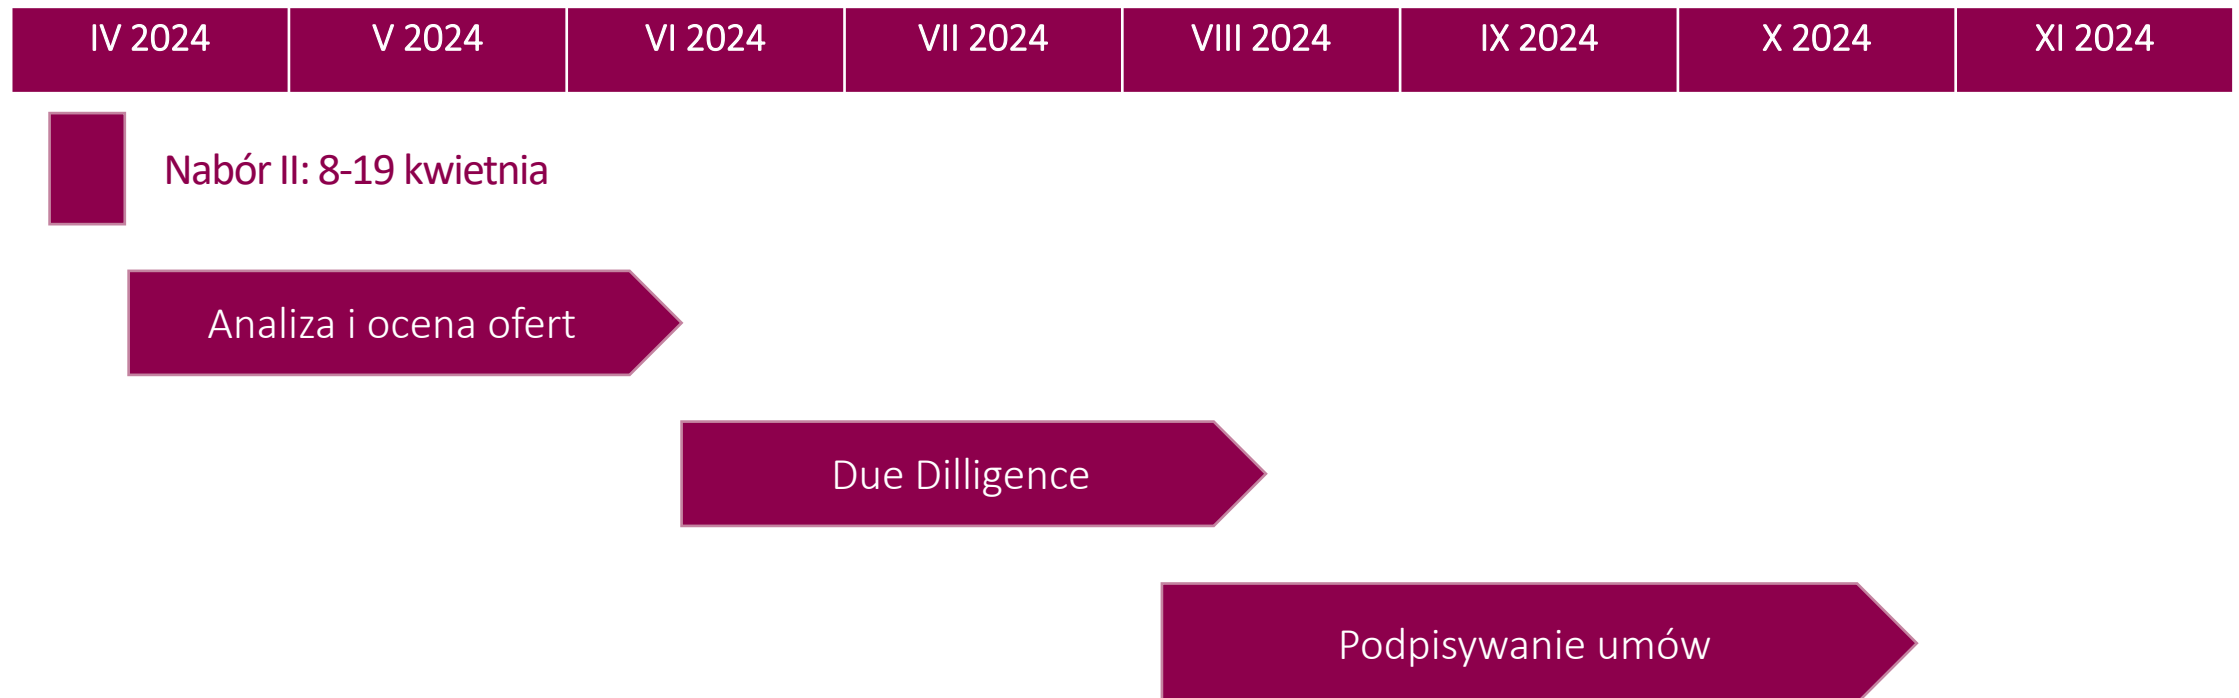 IV 2024 V 2024 VI 2024 VII 2024 VIII 2024 IX 2024 X 2024 XI 2024
Nabór II: 8-19 kwietnia
Analiza i ocena ofert
Due Dilligence
Podpisywanie umów